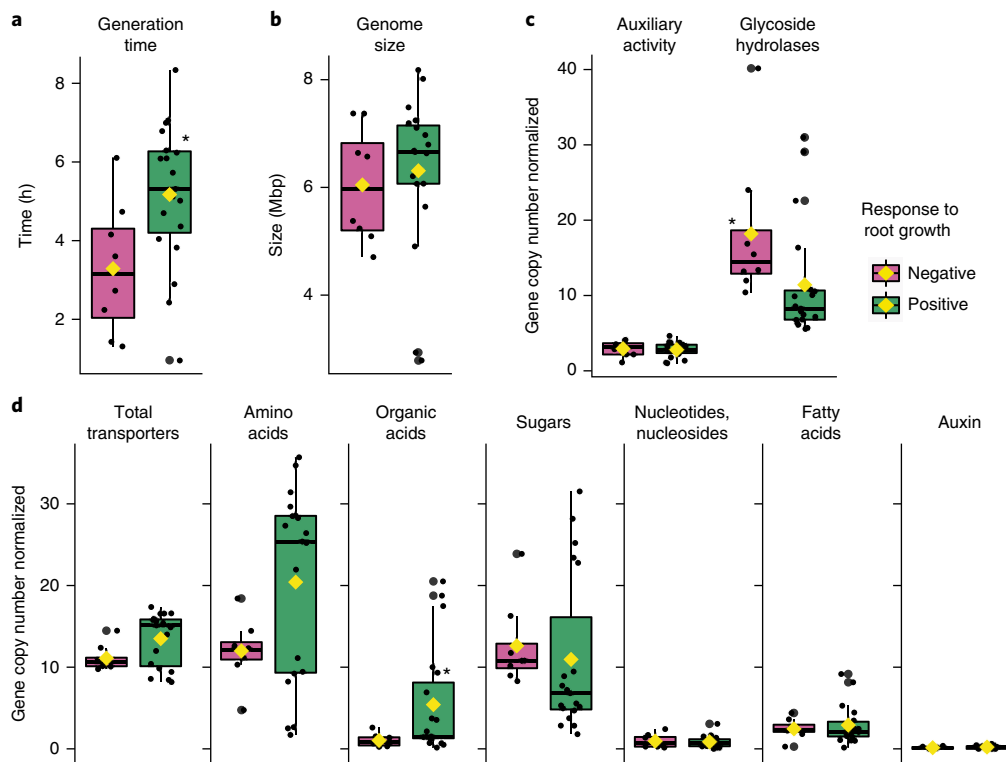 a
Generation
time
Time (h)
8
6
4
2
*
b
Genome
size
Size (Mbp)
8
6
4
c
Auxiliary
activity
Glycoside
hydrolases
Gene copy number normalized
40
30
20
10
0
*
Response to
root growth
Negative
Positive
d
Total
transporters
Amino
acids
Organic
acids
Sugars
Nucleotides,
nucleosides
Fatty
acids
Auxin
Gene copy number normalized
30
20
10
0
*